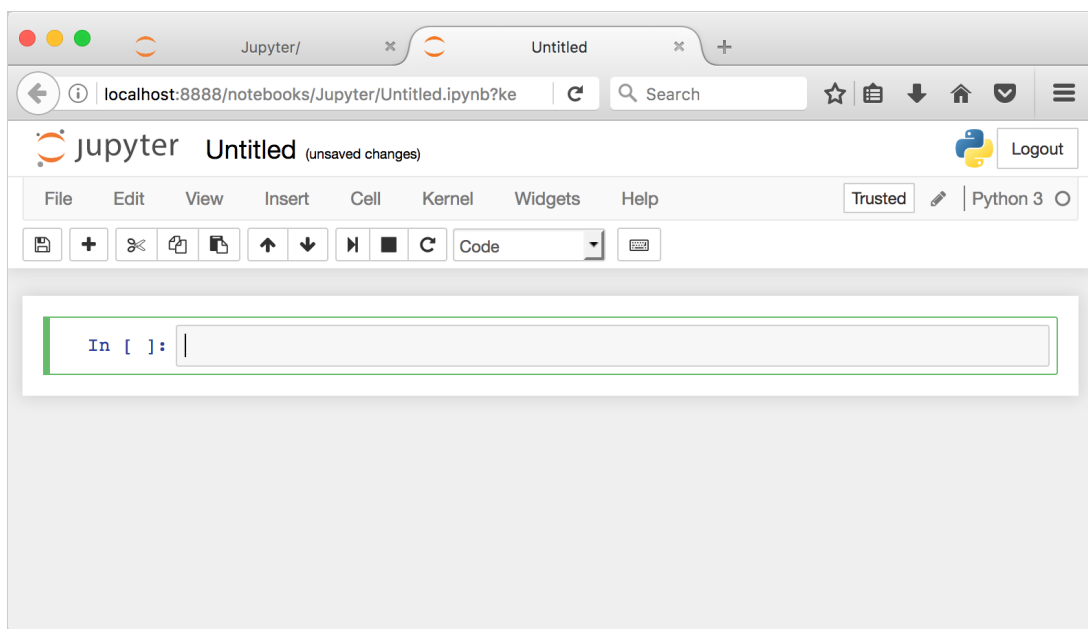 Jupyter/ Untitled
localhost:8888/notebooks/Jupyter/Untitled.ipynb?ke Search
jupyter Untitled (unsaved changes) Logout
File Edit View Insert Cell Kernel Widgets Help Trusted Python 3
Code
In [ ]: